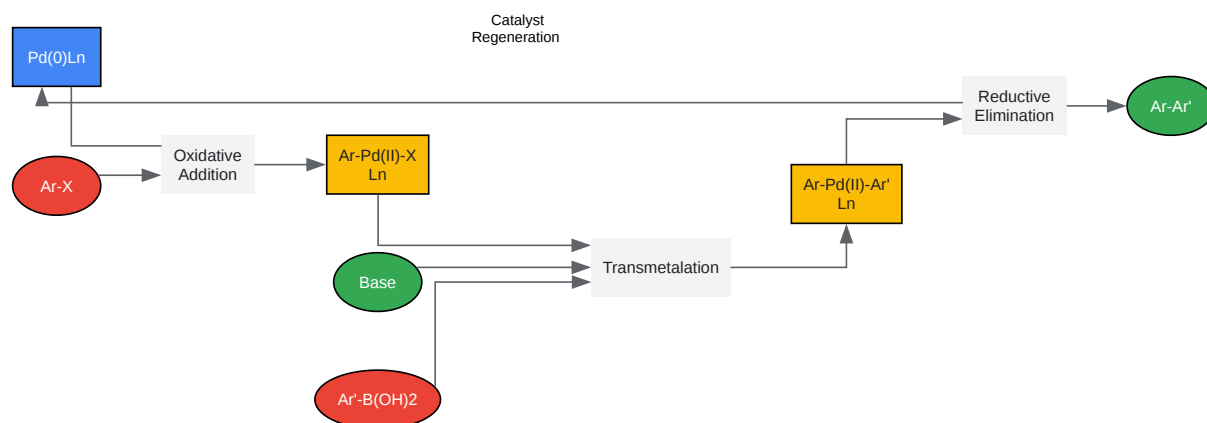 Catalyst
Regeneration
Pd(0)Ln
Reductive
Elimination
Ar-Ar'
Oxidative
Addition
Ar-Pd(II)-X
Ln
Ar-X
Ar-Pd(II)-Ar'
Ln
Transmetalation
Base
Ar'-B(OH)2